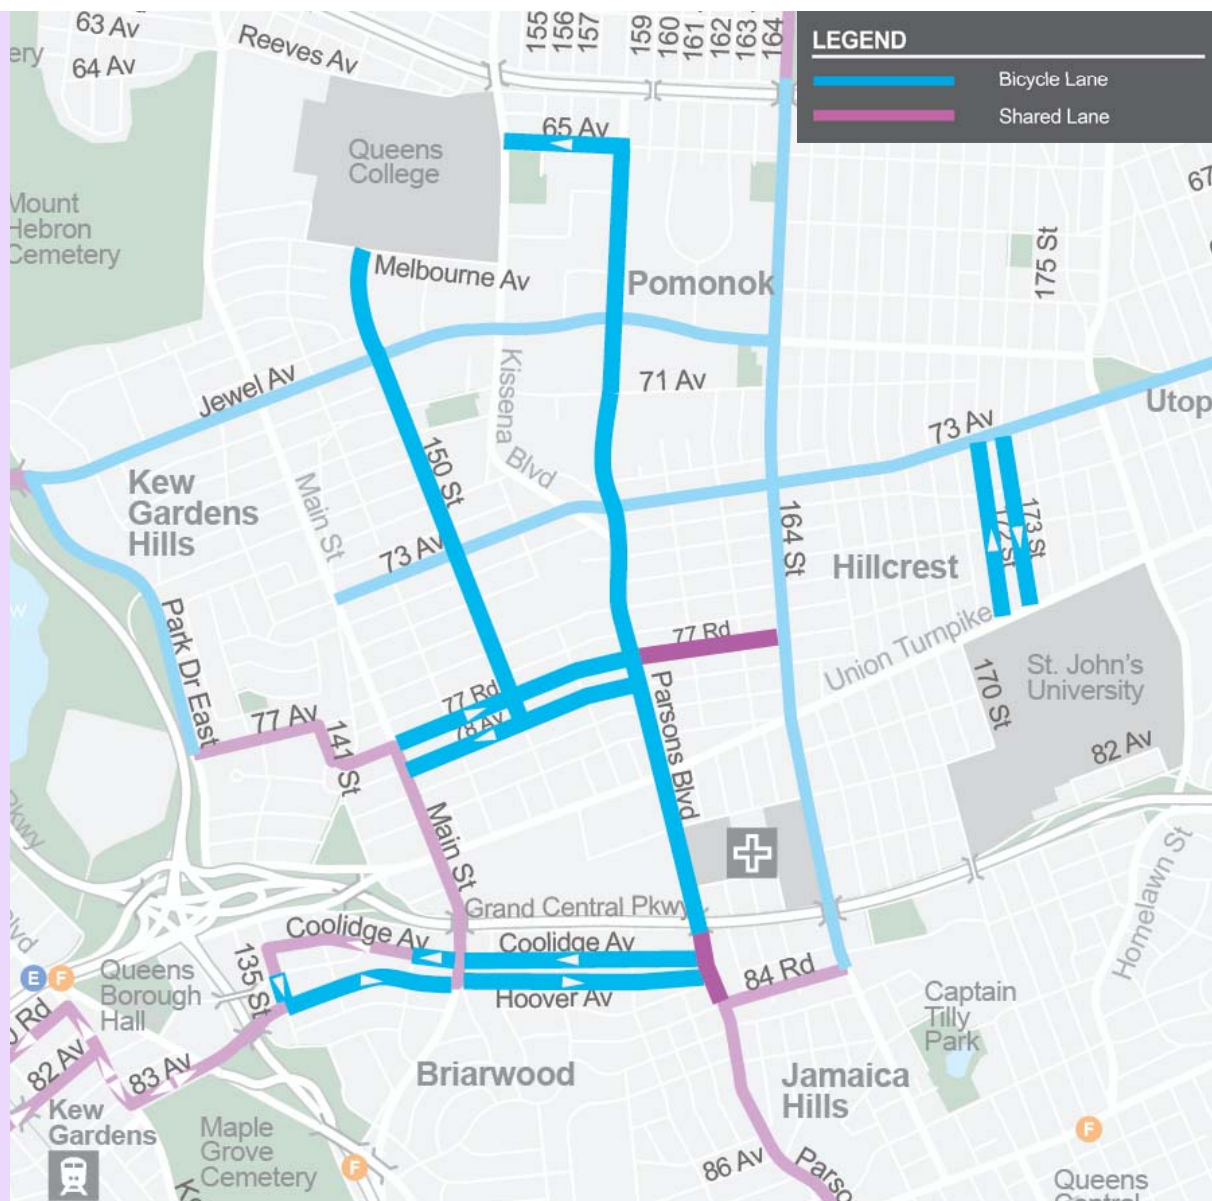 63 Av
64 Av
Reeves Av
155
156
157
159
160
161
162
163
164
LEGEND
Bicycle Lane
Shared Lane
65 Av
Queens
College
Mount
Hebron
Cemetery
Melbourne Av
Pomonok
175 St
67
Kissena Blvd
71 Av
Jewel Av
Utop
73 Av
150 St
Kew
Gardens
Hills
Main St
73 Av
164 St
Hillcrest
172 St
173 St
Park Dr East
77 Rd
Union Turnpike
St. John's
University
170 St
77 Rd
78 Av
77 Av
141 St
Parsons Blvd
82 Av
Main St
Pkwy
Grand Central Pkwy
Homelawn St
Coolidge Av
Coolidge Av
Hoover Av
135 St
84 Rd
E
F
Queens
Borough
Hall
Captain
Tilly
Park
82 Av
83 Av
Briarwood
Jamaica
Hills
Kew
Gardens
Maple
Grove
Cemetery
F
F
86 Av
Parso
Queens